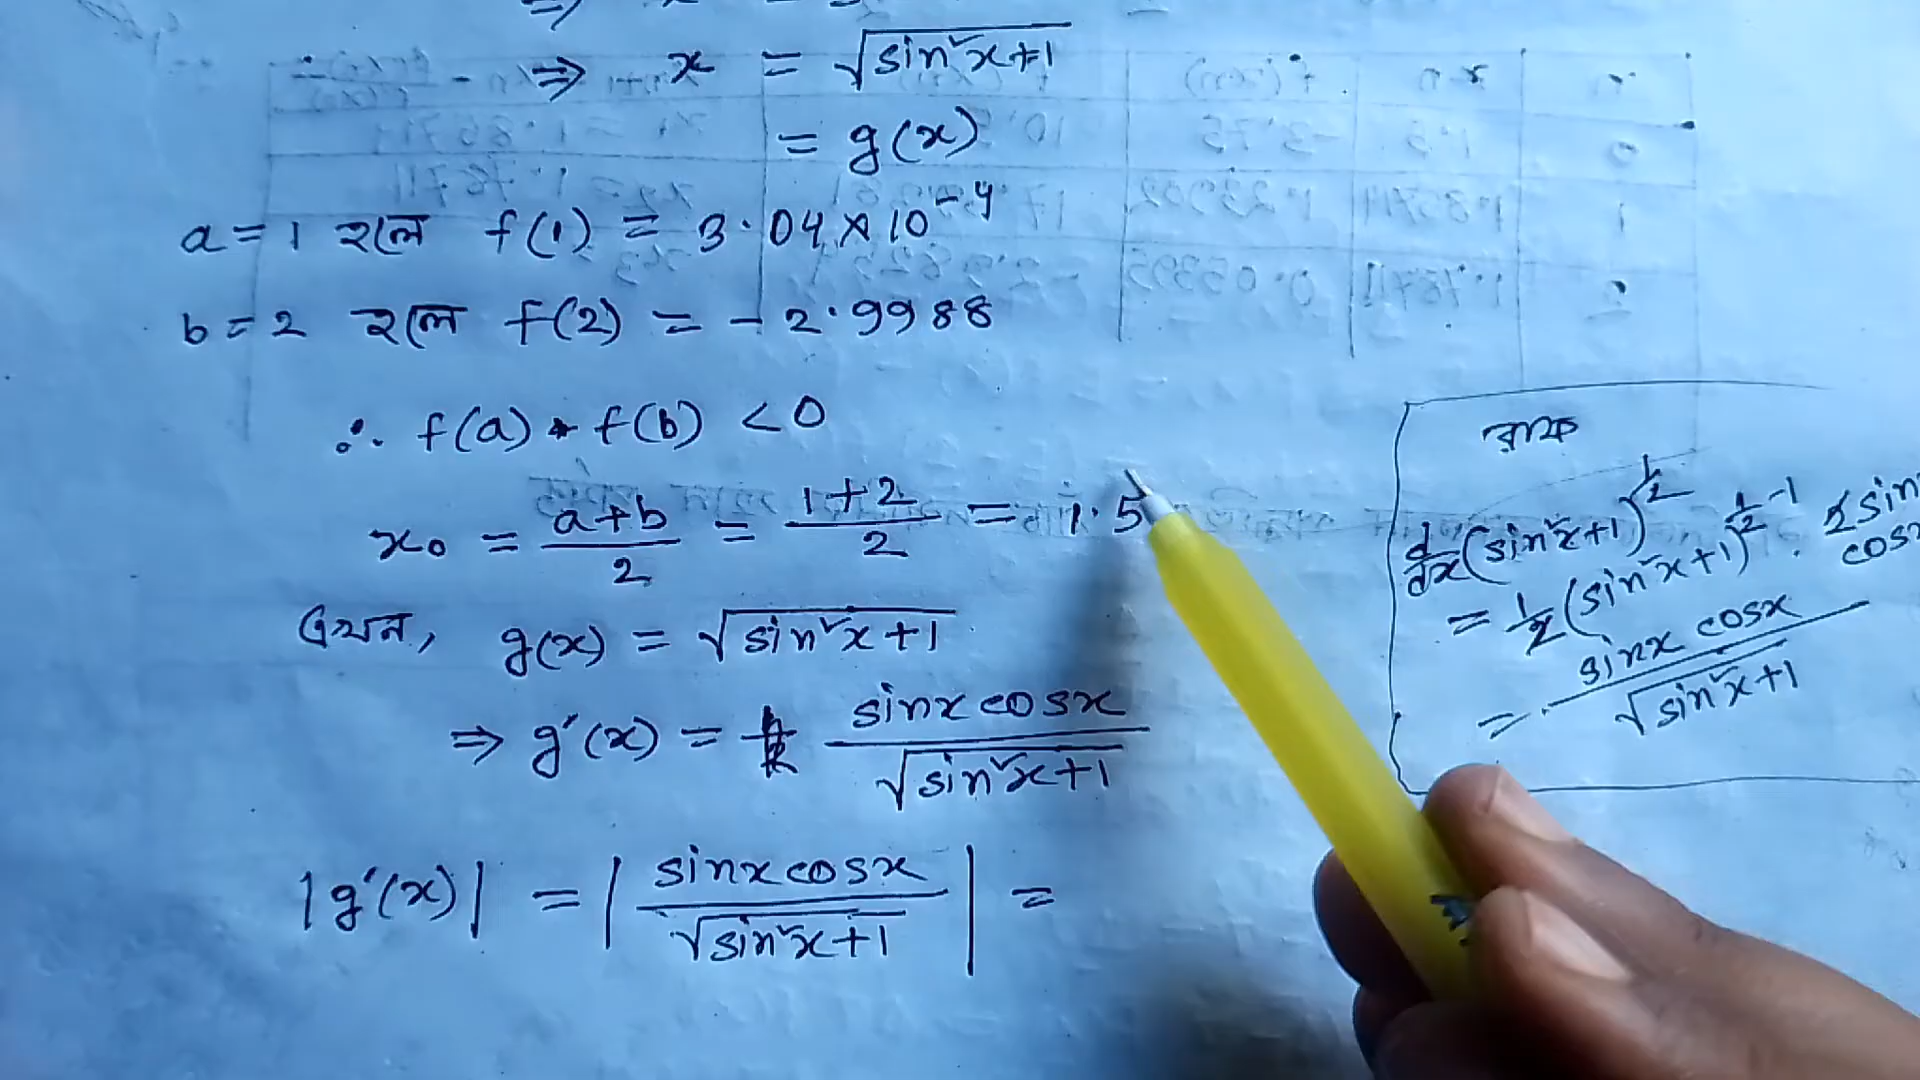 ⇒ x = √(sin²x+1)
= g(x)
a = 1 হলে f(1) = 3.04×10⁻⁴
b = 2 হলে f(2) = -2.9988
∴ f(a) * f(b) < 0
x₀ = (a+b)/2 = (1+2)/2 = 1.5
এখন, g(x) = √(sin²x+1)
⇒ g′(x) = (sinx cosx)/√(sin²x+1)
|g′(x)| = |(sinx cosx)/√(sin²x+1)| =
রাফ
d/dx (sin²x+1)^(1/2)
= 1/2 (sin²x+1)^(1/2 -1) . 2sin
cosx
= (sinx cosx)/√(sin²x+1)